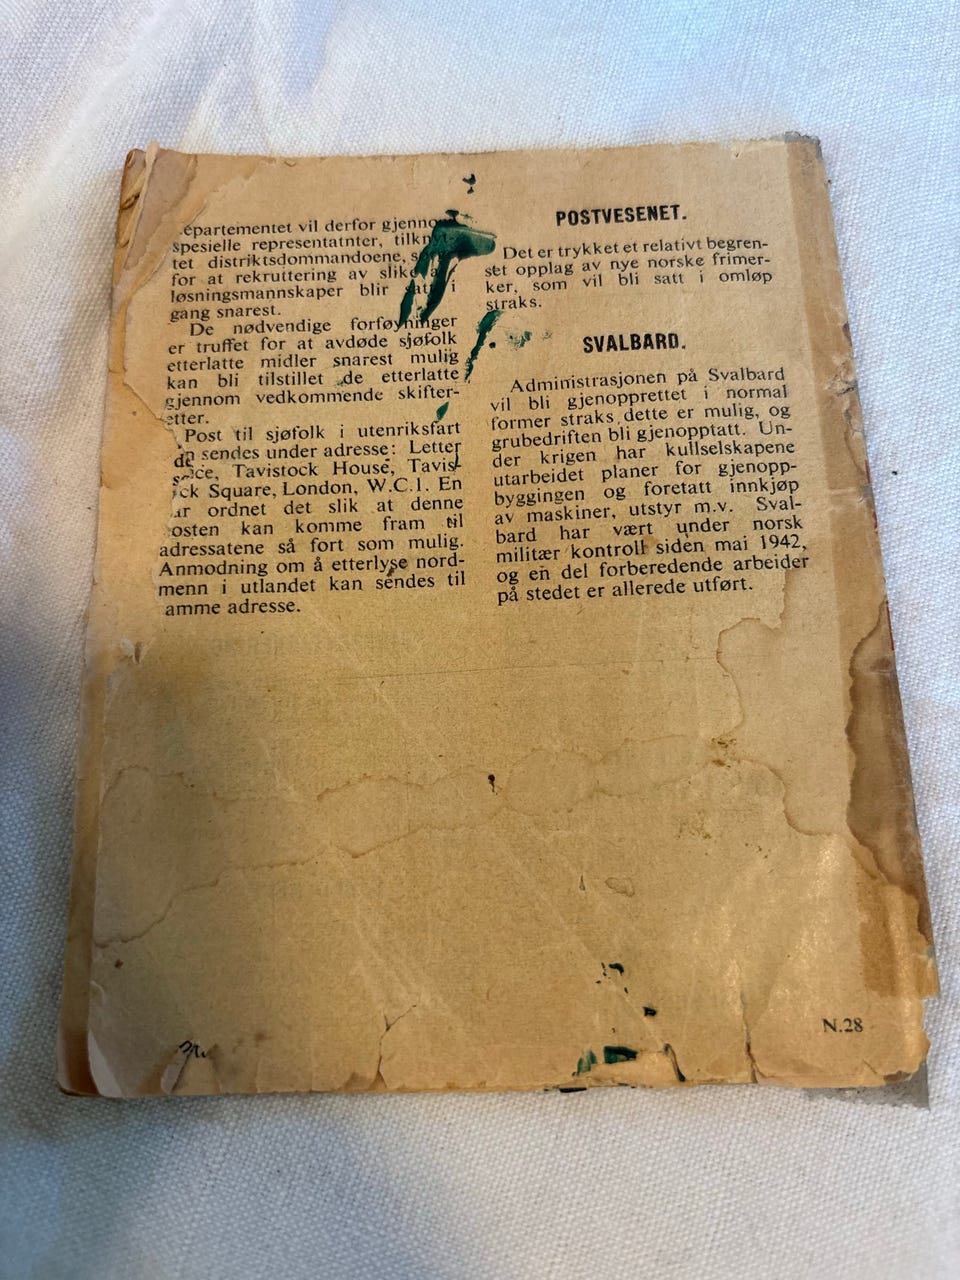 epartementet vil derfor
spesielle representatnter,
tet distriktsdommandoene,
for at rekruttering av slike
løsningsmannskaper blir satt i
gang snarest.
De nødvendige forføyninger
er truffet for at avdøde sjøfolk
etterlatte midler snarest mulig
kan bli tilstillet de etterlatte
gjennom vedkommende skifter-
etter.
Post til sjøfolk i utenriksfart
sendes under adresse: Letter
Tavistock House, Tavis-
ck Square, London, W.C.1. En
ar ordnet det slik at denne
osten kan komme fram til
adressatene så fort som mulig.
Anmodning om å etterlyse nord-
menn i utlandet kan sendes til
amme adresse.
POSTVESENET.
Det er trykket et relativt begren-
set opplag av nye norske frimer-
ker, som vil bli satt i omløp
straks.
SVALBARD.
Administrasjonen på Svalbard
vil bli gjenopprettet i normal
former straks dette er mulig, og
grubedriften bli gjenopptatt. Un-
der krigen har kullselskapene
utarbeidet planer for gjenopp-
byggingen og foretatt innkjøp
av maskiner, utstyr m.v. Sval-
bard har vært under norsk
militær kontroll siden mai 1942,
og en del forberedende arbeider
på stedet er allerede utført.
N.28